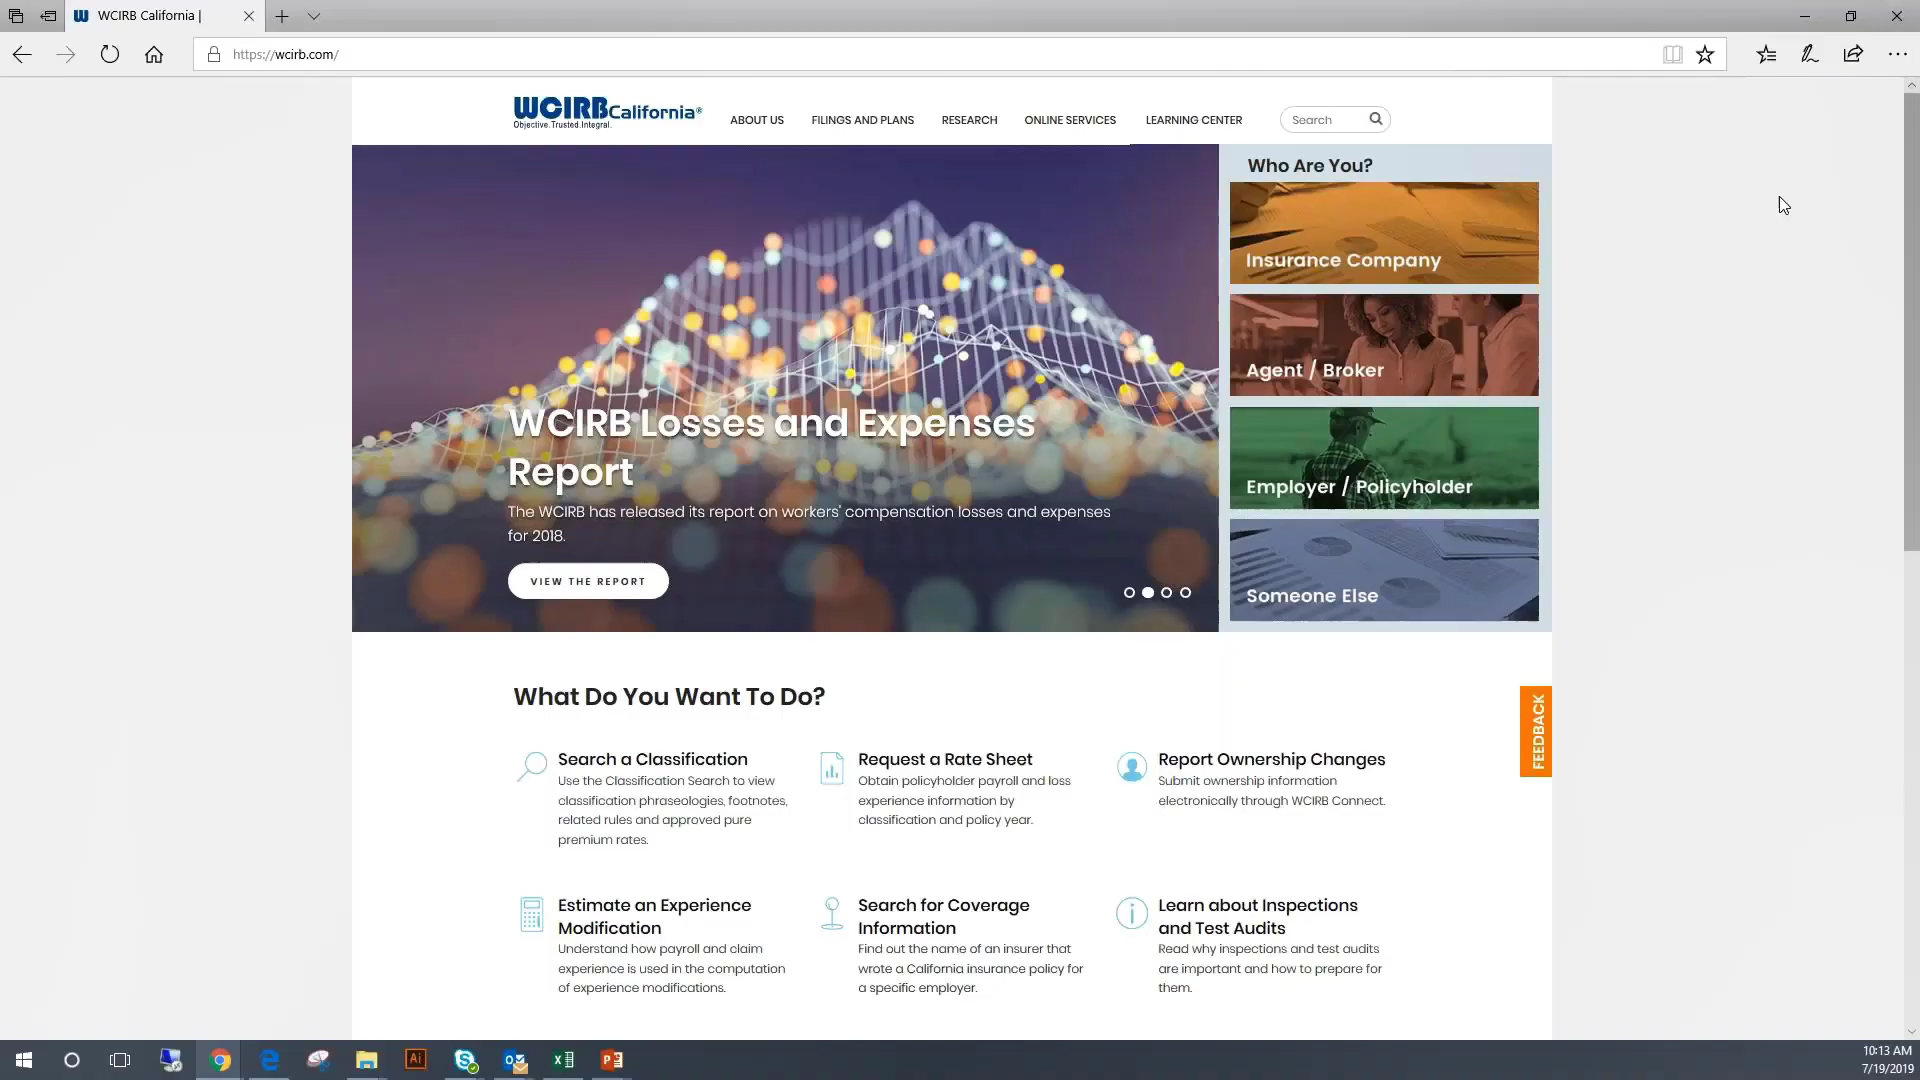 WCIRB California |
https://wcirb.com/
WCIRBCalifornia®
Objective.Trusted.Integral.
ABOUT US
FILINGS AND PLANS
RESEARCH
ONLINE SERVICES
LEARNING CENTER
Search
WCIRB Losses and Expenses
Report
The WCIRB has released its report on workers' compensation losses and expenses
for 2018.
VIEW THE REPORT
Who Are You?
Insurance Company
Agent / Broker
Employer / Policyholder
Someone Else
What Do You Want To Do?
Search a Classification
Use the Classification Search to view
classification phraseologies, footnotes,
related rules and approved pure
premium rates.
Request a Rate Sheet
Obtain policyholder payroll and loss
experience information by
classification and policy year.
Report Ownership Changes
Submit ownership information
electronically through WCIRB Connect.
Estimate an Experience
Modification
Understand how payroll and claim
experience is used in the computation
of experience modifications.
Search for Coverage
Information
Find out the name of an insurer that
wrote a California insurance policy for
a specific employer.
Learn about Inspections
and Test Audits
Read why inspections and test audits
are important and how to prepare for
them.
FEEDBACK
Ai
10:13 AM
7/19/2019